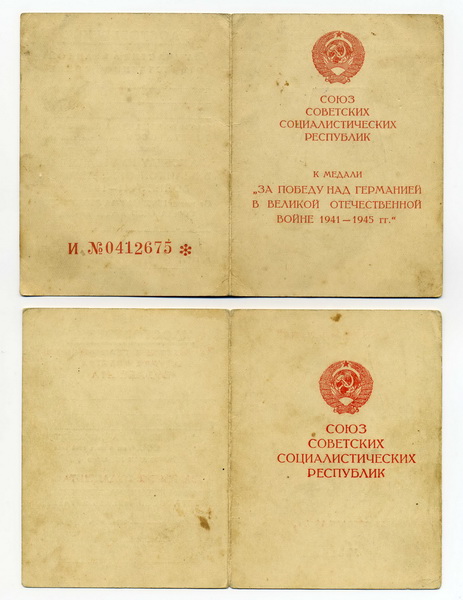 СОЮЗ
СОВЕТСКИХ
СОЦИАЛИСТИЧЕСКИХ
РЕСПУБЛИК
К МЕДАЛИ
„ЗА ПОБЕДУ НАД ГЕРМАНИЕЙ
В ВЕЛИКОЙ ОТЕЧЕСТВЕННОЙ
ВОЙНЕ 1941—1945 гг.“
И №0412675 *
СОЮЗ
СОВЕТСКИХ
СОЦИАЛИСТИЧЕСКИХ
РЕСПУБЛИК